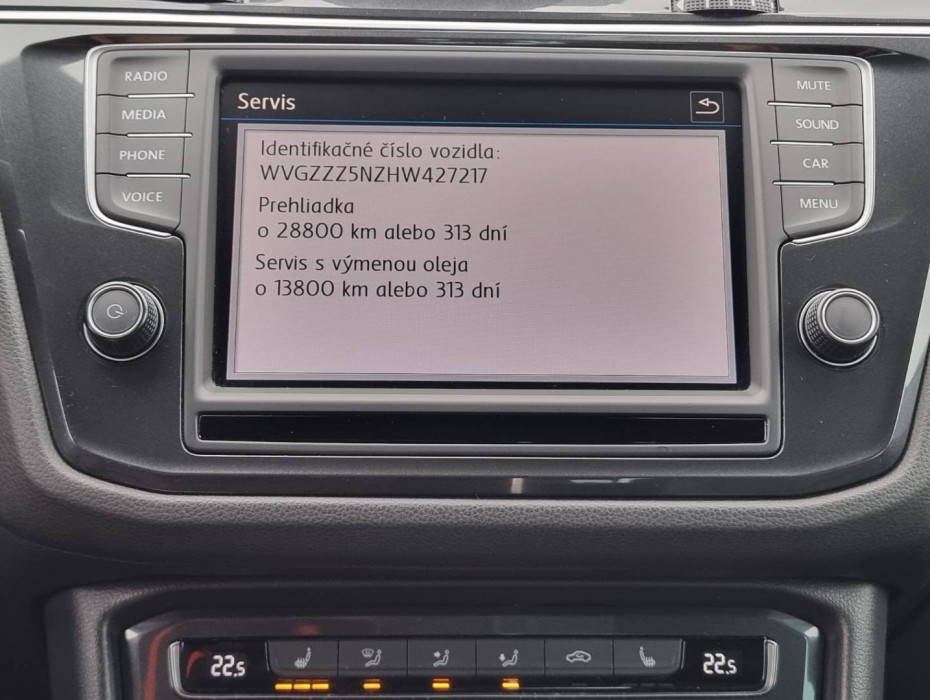 Servis
Identifikačné číslo vozidla:
WVGZZZ5NZHW427217
Prehliadka
o 28800 km alebo 313 dní
Servis s výmenou oleja
o 13800 km alebo 313 dní
RADIO
MEDIA
PHONE
VOICE
MUTE
SOUND
CAR
MENU
22.5
22.5